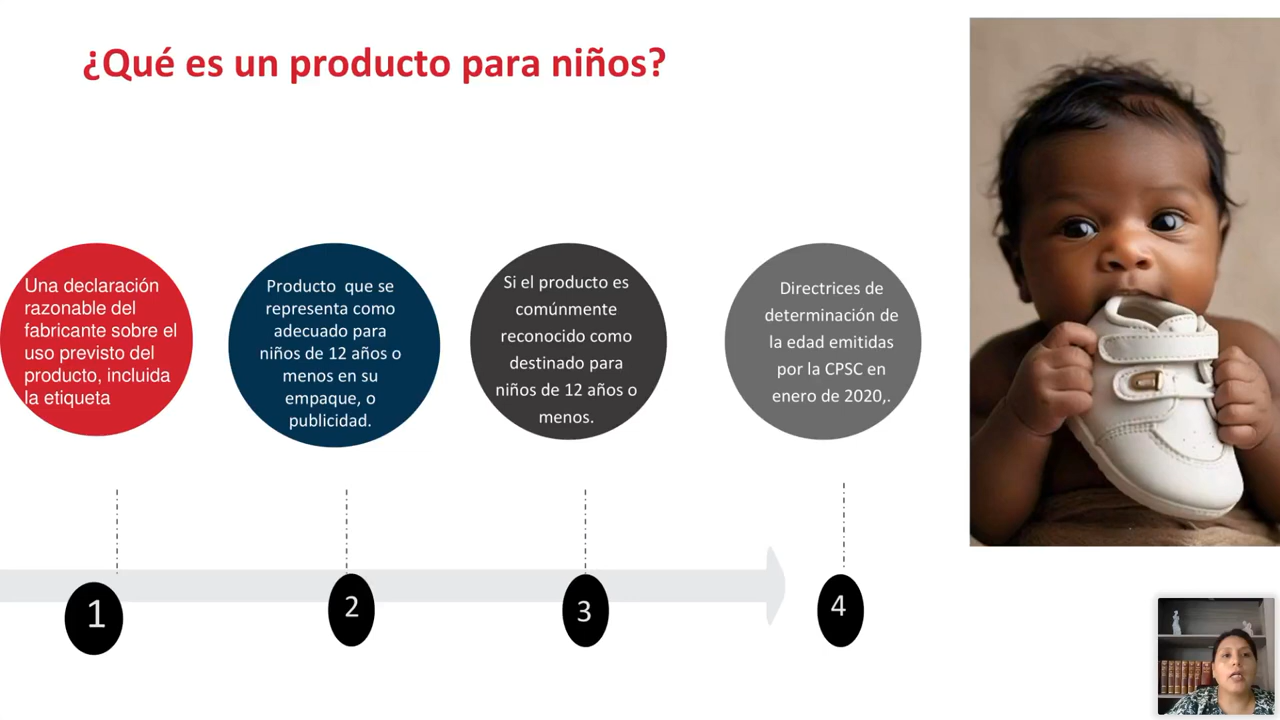 ¿Qué es un producto para niños?
Una declaración
razonable del
fabricante sobre el
uso previsto del
producto, incluida
la etiqueta
Producto que se
representa como
adecuado para
niños de 12 años o
menos en su
empaque, o
publicidad.
Si el producto es
comúnmente
reconocido como
destinado para
niños de 12 años o
menos.
Directrices de
determinación de
la edad emitidas
por la CPSC en
enero de 2020,.
1
2
3
4